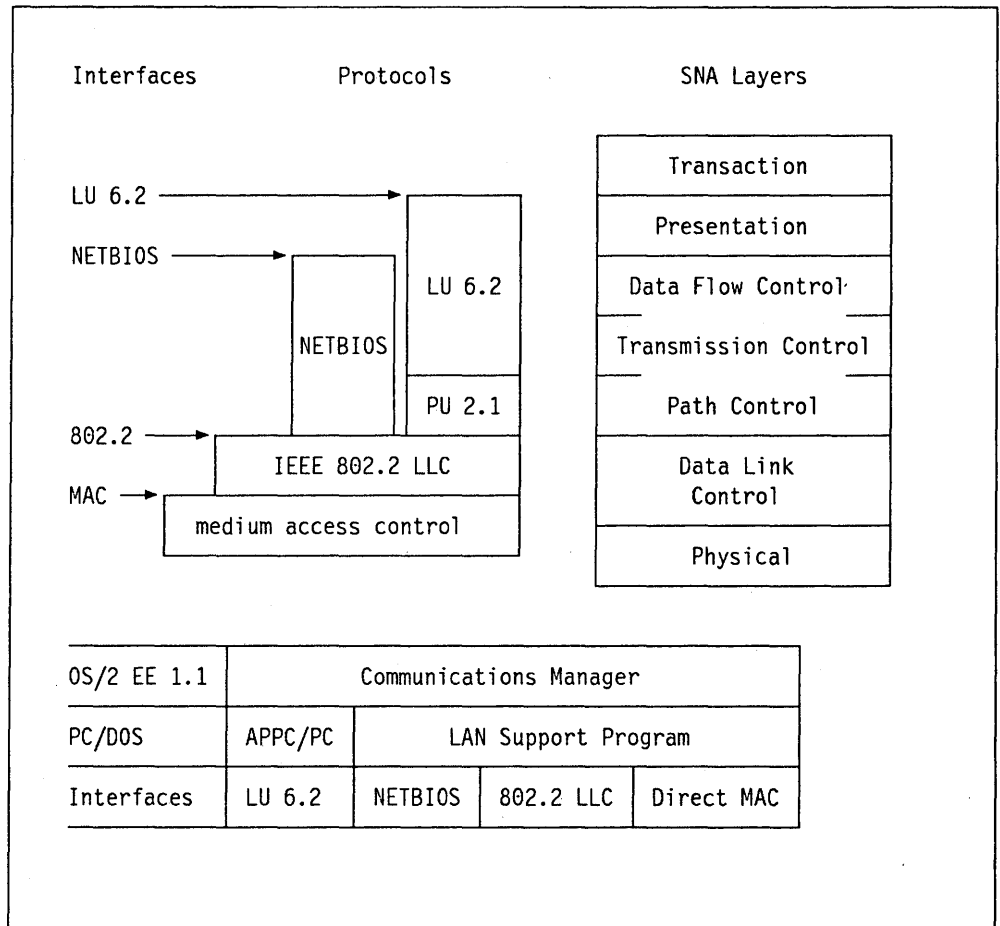 Interfaces Protocols SNA Layers
Transaction
LU 6.2
Presentation
NETBIOS
LU 6.2
Data Flow Control
NETBIOS
Transmission Control
PU 2.1
Path Control
802.2
IEEE 802.2 LLC
Data Link
Control
MAC
medium access control
Physical
OS/2 EE 1.1 Communications Manager
PC/DOS APPC/PC LAN Support Program
Interfaces LU 6.2 NETBIOS 802.2 LLC Direct MAC